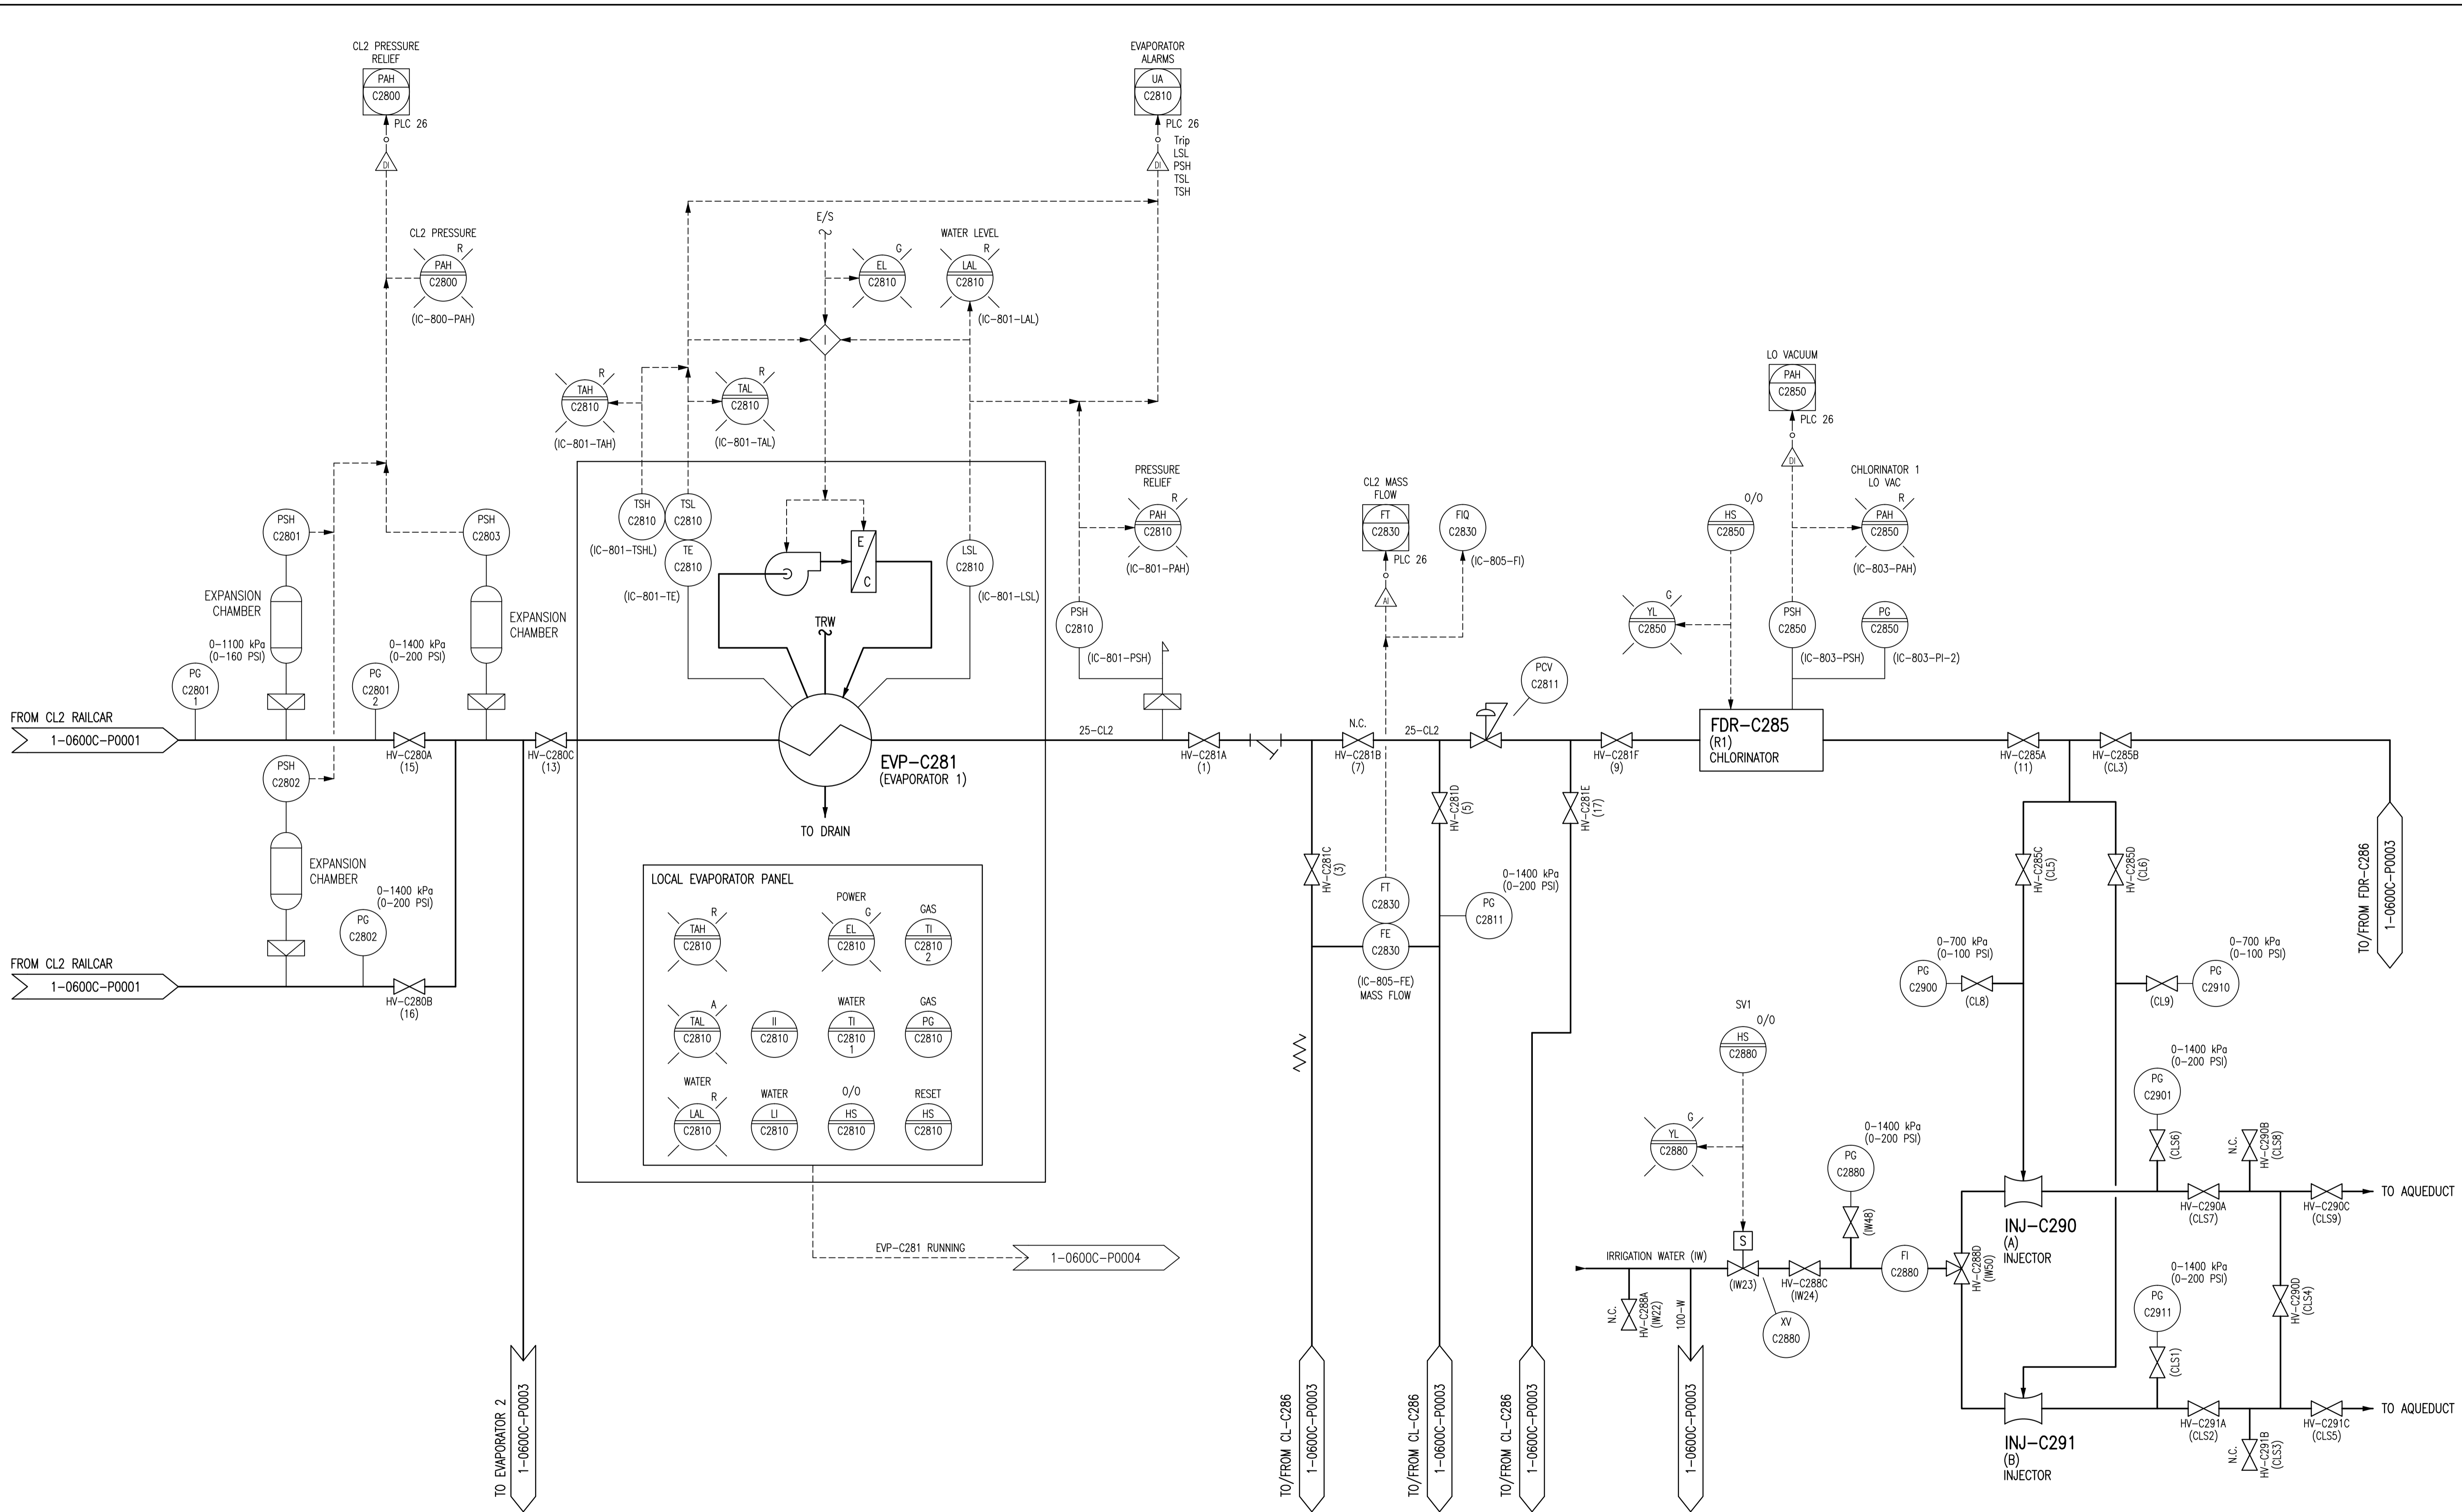 CL2 PRESSURE
RELIEF
PAH
C2800
PLC 26
DI
EVAPORATOR
ALARMS
UA
C2810
PLC 26
Trip
LSL
PSH
TSL
TSH
DI
CL2 PRESSURE
R
PAH
C2800
(IC-800-PAH)
E/S
G
EL
C2810
WATER LEVEL
R
LAL
C2810
(IC-801-LAL)
I
R
TAH
C2810
(IC-801-TAH)
R
TAL
C2810
(IC-801-TAL)
LO VACUUM
PAH
C2850
PLC 26
DI
PRESSURE
RELIEF
R
PAH
C2810
(IC-801-PAH)
CL2 MASS
FLOW
FT
C2830
PLC 26
AI
FIQ
C2830
(IC-805-FI)
O/O
HS
C2850
CHLORINATOR 1
LO VAC
R
PAH
C2850
(IC-803-PAH)
PSH
C2801
PSH
C2803
TSH
C2810
(IC-801-TSHL)
TSL
C2810
TE
C2810
(IC-801-TE)
E
C
LSL
C2810
(IC-801-LSL)
TRW
PSH
C2810
(IC-801-PSH)
G
YL
C2850
PSH
C2850
(IC-803-PSH)
PG
C2850
(IC-803-PI-2)
EXPANSION
CHAMBER
EXPANSION
CHAMBER
0-1100 kPa
(0-160 PSI)
PG
C2801
1
0-1400 kPa
(0-200 PSI)
PG
C2801
2
PCV
C2811
FROM CL2 RAILCAR
1-0600C-P0001
HV-C280A
(15)
HV-C280C
(13)
EVP-C281
(EVAPORATOR 1)
TO DRAIN
25-CL2
HV-C281A
(1)
N.C.
HV-C281B
(7)
25-CL2
HV-C281F
(9)
FDR-C285
(R1)
CHLORINATOR
HV-C285A
(11)
HV-C285B
(CL3)
PSH
C2802
EXPANSION
CHAMBER
0-1400 kPa
(0-200 PSI)
PG
C2802
FROM CL2 RAILCAR
1-0600C-P0001
HV-C280B
(16)
HV-C281C
(3)
HV-C281D
(5)
HV-C281E
(17)
HV-C285C
(CL5)
HV-C285D
(CL6)
TO/FROM FDR-C286
1-0600C-P0003
LOCAL EVAPORATOR PANEL
R
TAH
C2810
POWER
G
EL
C2810
GAS
TI
C2810
2
A
TAL
C2810
II
C2810
WATER
TI
C2810
1
GAS
PG
C2810
WATER
R
LAL
C2810
WATER
LI
C2810
O/O
HS
C2810
RESET
HS
C2810
FT
C2830
FE
C2830
(IC-805-FE)
MASS FLOW
0-1400 kPa
(0-200 PSI)
PG
C2811
0-700 kPa
(0-100 PSI)
PG
C2900
(CL8)
0-700 kPa
(0-100 PSI)
PG
C2910
(CL9)
SV1
O/O
HS
C2880
G
YL
C2880
0-1400 kPa
(0-200 PSI)
PG
C2880
(IW48)
0-1400 kPa
(0-200 PSI)
PG
C2901
(CLS6)
N.C.
HV-C290B
(CLS8)
TO AQUEDUCT
HV-C290A
(CLS7)
HV-C290C
(CLS9)
INJ-C290
(A)
INJECTOR
S
IRRIGATION WATER (IW)
(IW23)
HV-C288C
(IW24)
FI
C2880
HV-C288D
(IW50)
N.C.
HV-C288A
(IW22)
100-W
XV
C2880
0-1400 kPa
(0-200 PSI)
PG
C2911
(CLS1)
HV-C290D
(CLS4)
TO AQUEDUCT
HV-C291A
(CLS2)
HV-C291C
(CLS5)
N.C.
HV-C291B
(CLS3)
INJ-C291
(B)
INJECTOR
EVP-C281 RUNNING
1-0600C-P0004
TO EVAPORATOR 2
1-0600C-P0003
TO/FROM CL-C286
1-0600C-P0003
TO/FROM CL-C286
1-0600C-P0003
TO/FROM CL-C286
1-0600C-P0003
1-0600C-P0003